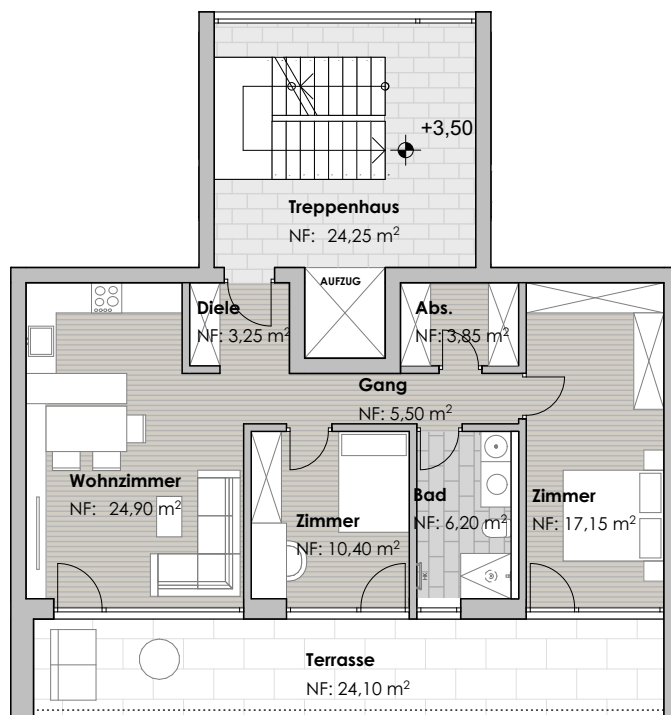 +3,50
Treppenhaus
NF: 24,25 m²
AUFZUG
Diele
NF: 3,25 m²
Abs.
NF: 3,85 m²
Gang
NF: 5,50 m²
Wohnzimmer
NF: 24,90 m²
Zimmer
NF: 10,40 m²
Bad
NF: 6,20 m²
Zimmer
NF: 17,15 m²
Terrasse
NF: 24,10 m²